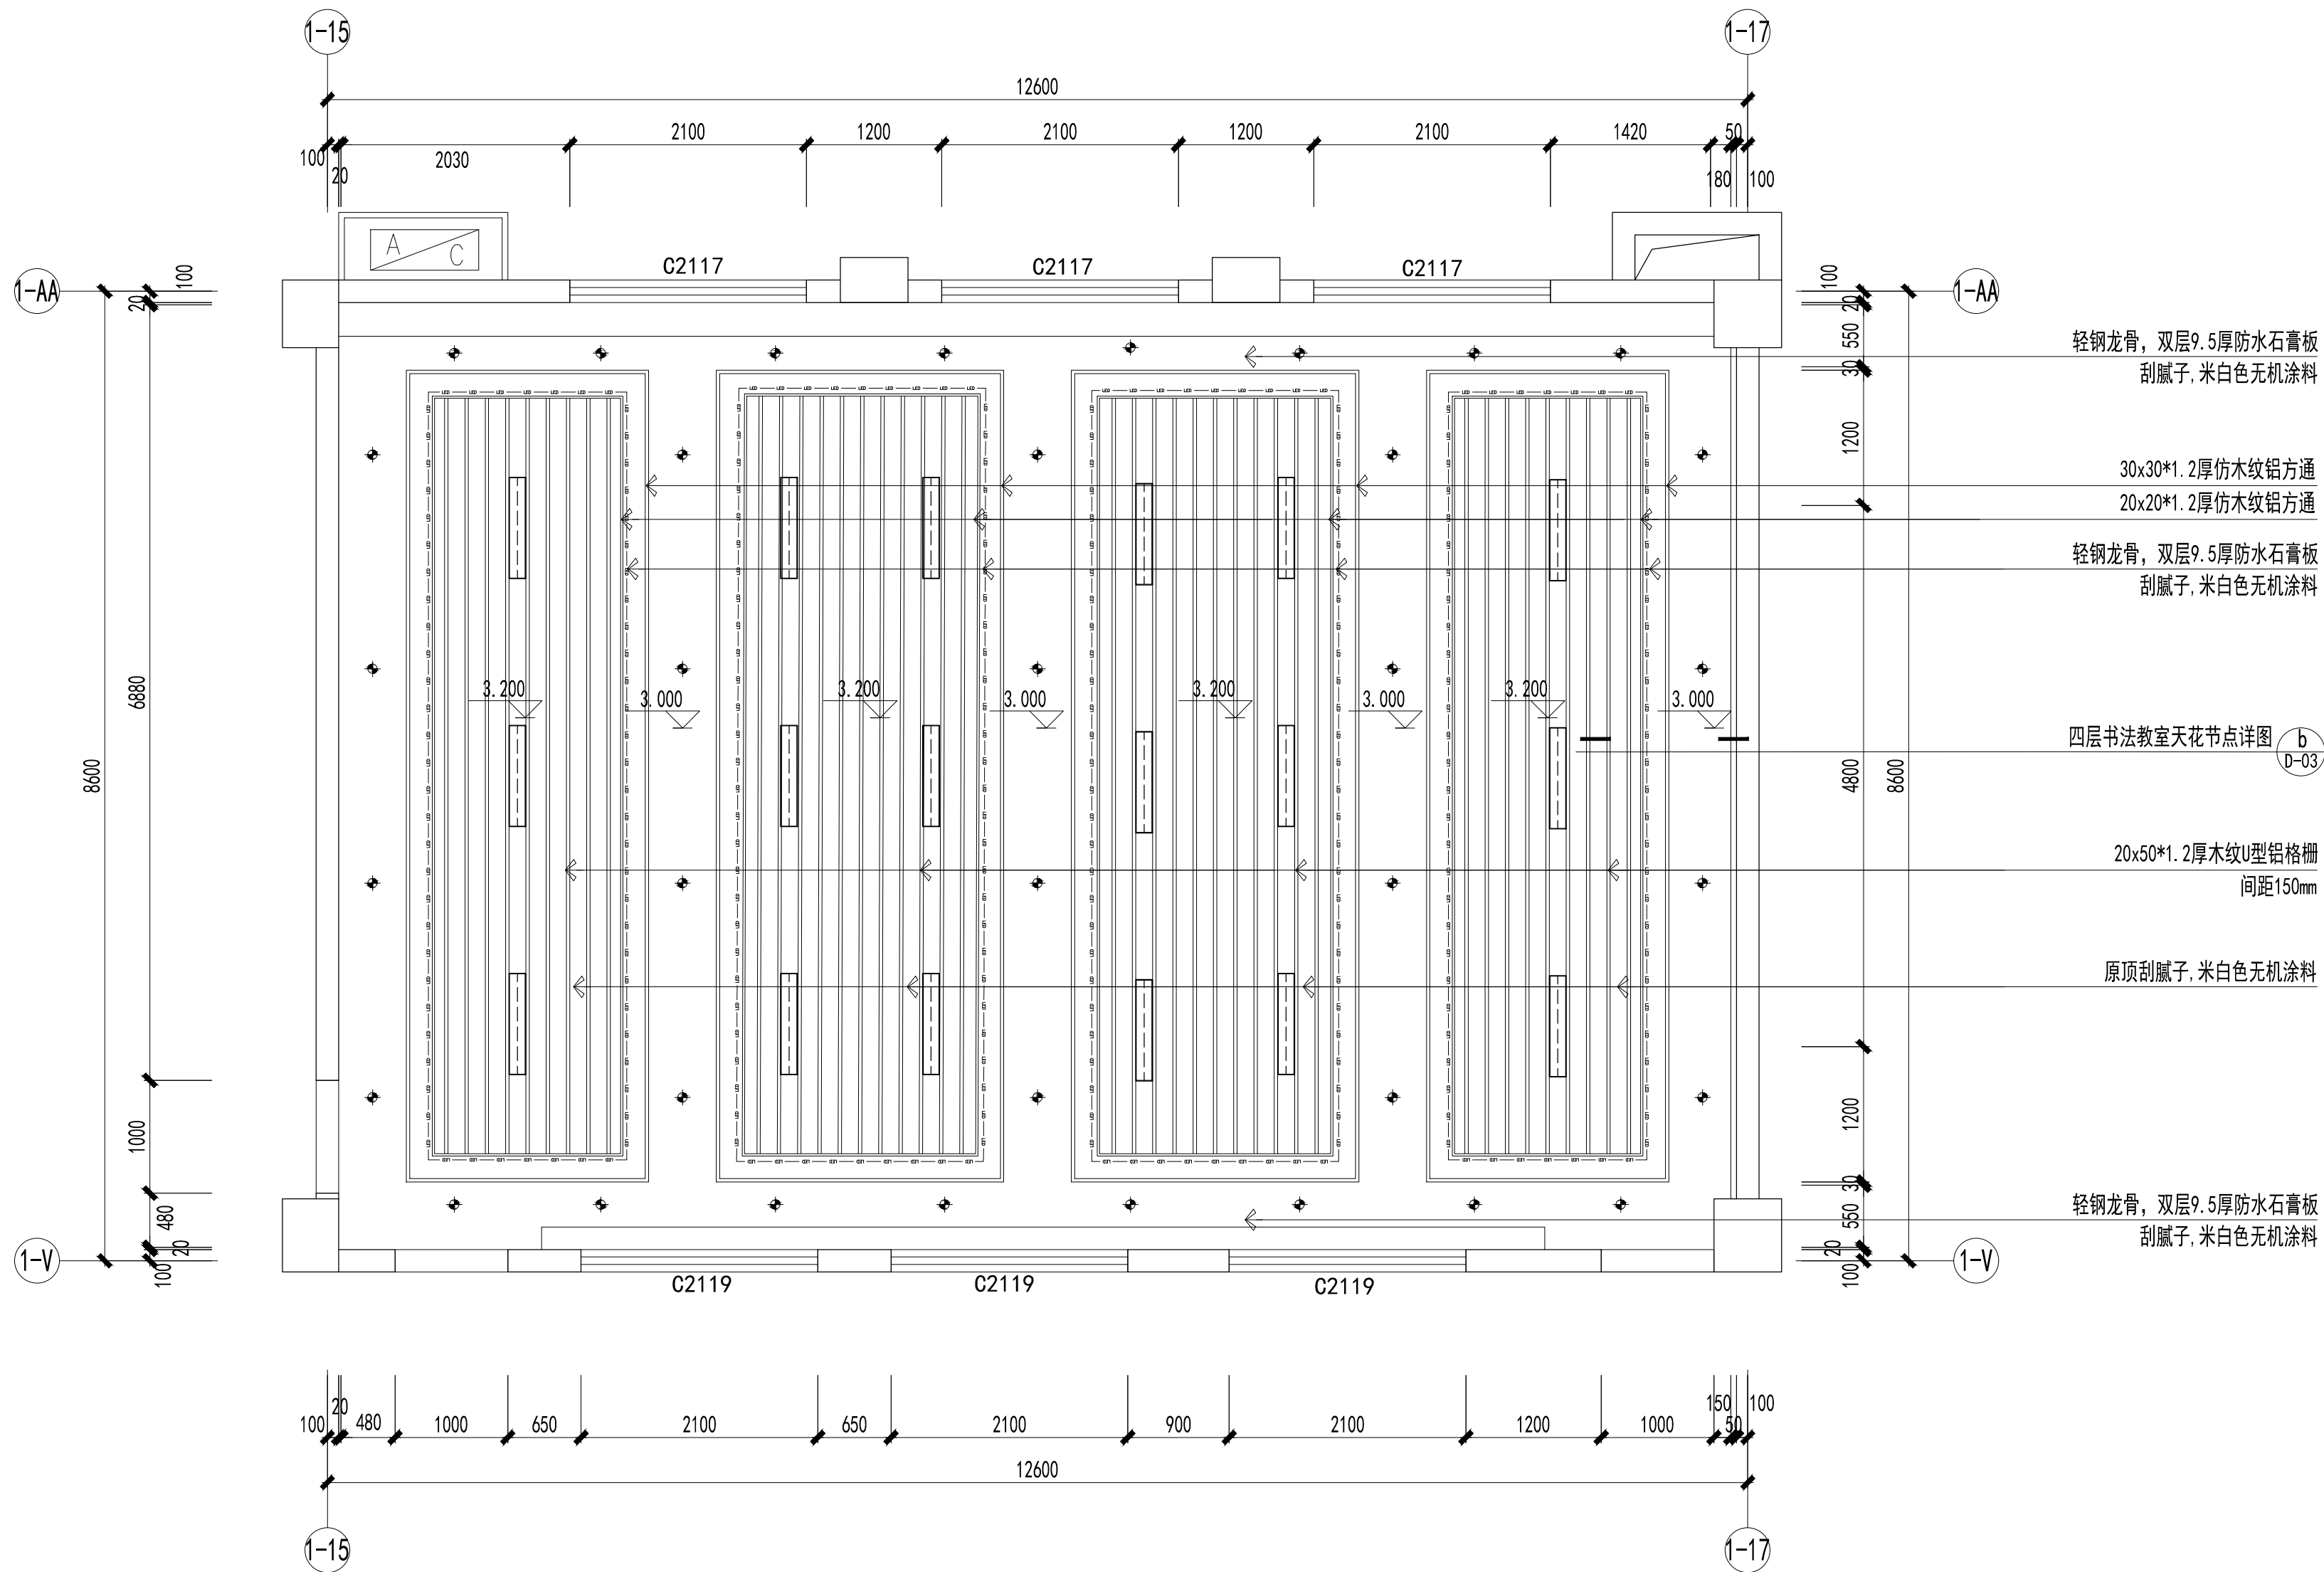 1-15
1-17
12600
2100
1200
2100
1200
2100
1420
50
100
20
2030
180
100
A
C
C2117
C2117
C2117
1-AA
1-AA
100
20
6880
8600
1000
480
20
100
1-V
100
20
550
30
1200
4800
8600
1200
30
550
20
100
1-V
轻钢龙骨，双层9.5厚防水石膏板
刮腻子,米白色无机涂料
30x30*1.2厚仿木纹铝方通
20x20*1.2厚仿木纹铝方通
轻钢龙骨，双层9.5厚防水石膏板
刮腻子,米白色无机涂料
3.200
3.000
3.200
3.000
3.200
3.000
3.200
3.000
四层书法教室天花节点详图
b
D-03
20x50*1.2厚木纹U型铝格栅
间距150mm
原顶刮腻子,米白色无机涂料
轻钢龙骨，双层9.5厚防水石膏板
刮腻子,米白色无机涂料
C2119
C2119
C2119
100
20
480
1000
650
2100
650
2100
900
2100
1200
1000
150
50
100
12600
1-15
1-17